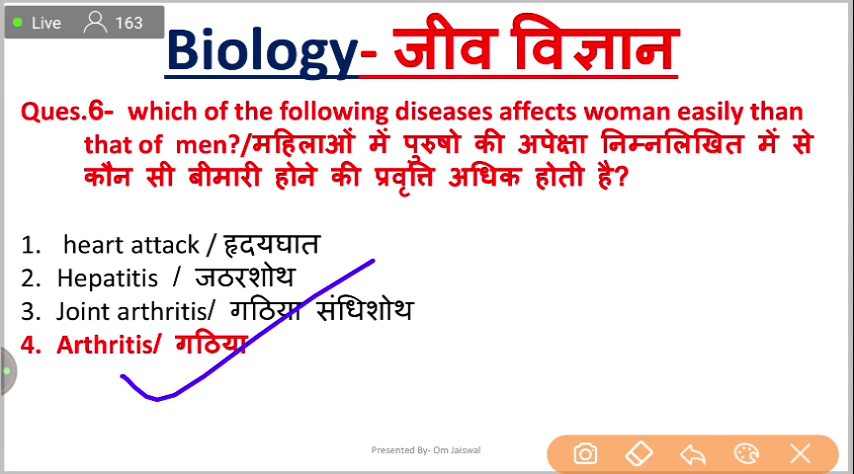 Live 163
Biology- जीव विज्ञान
Ques.6- which of the following diseases affects woman easily than
that of men?/महिलाओं में पुरुषो की अपेक्षा निम्नलिखित में से
कौन सी बीमारी होने की प्रवृत्ति अधिक होती है?
1. heart attack / हृदयघात
2. Hepatitis / जठरशोथ
3. Joint arthritis/ गठिया संधिशोथ
4. Arthritis/ गठिया
Presented By- Om Jaiswal